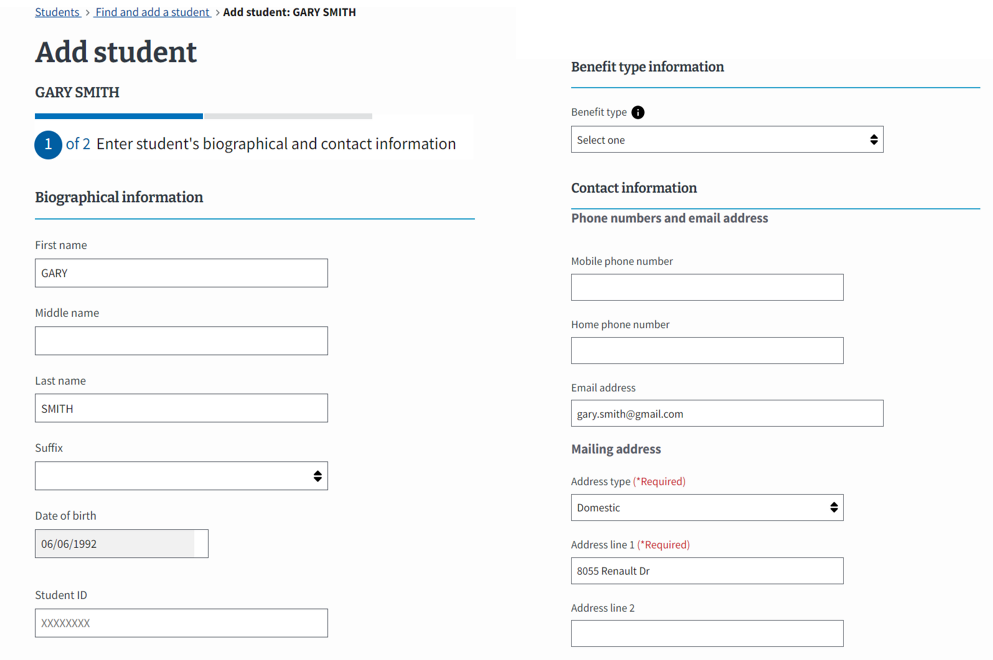 Students > Find and add a student > Add student: GARY SMITH
Add student
GARY SMITH
1 of 2 Enter student's biographical and contact information
Biographical information
First name
GARY
Middle name
Last name
SMITH
Suffix
Date of birth
06/06/1992
Student ID
XXXXXXXX
Benefit type information
Benefit type i
Select one
Contact information
Phone numbers and email address
Mobile phone number
Home phone number
Email address
gary.smith@gmail.com
Mailing address
Address type (*Required)
Domestic
Address line 1 (*Required)
8055 Renault Dr
Address line 2